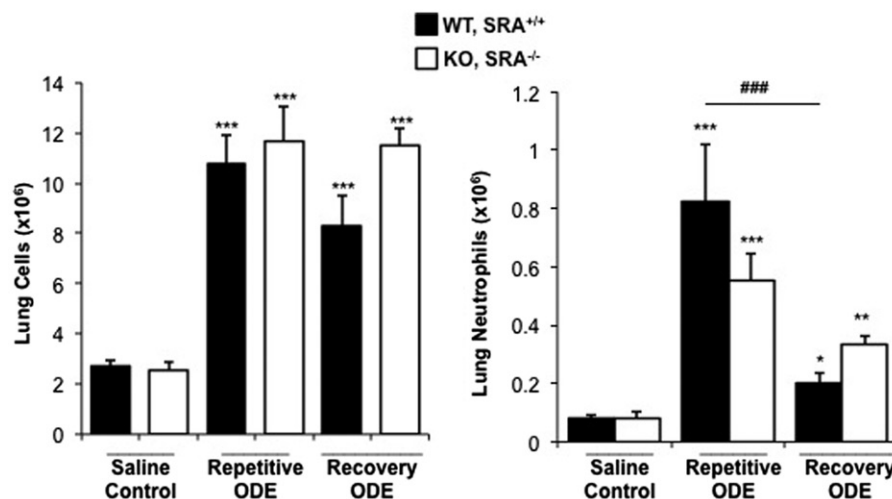 WT, SRA+/+
KO, SRA-/-
Lung Cells (x10⁶)
14
12
10
8
6
4
2
0
***
***
***
***
Saline Control
Repetitive ODE
Recovery ODE
Lung Neutrophils (x10⁶)
1.2
1
0.8
0.6
0.4
0.2
0
###
***
***
*
**
Saline Control
Repetitive ODE
Recovery ODE